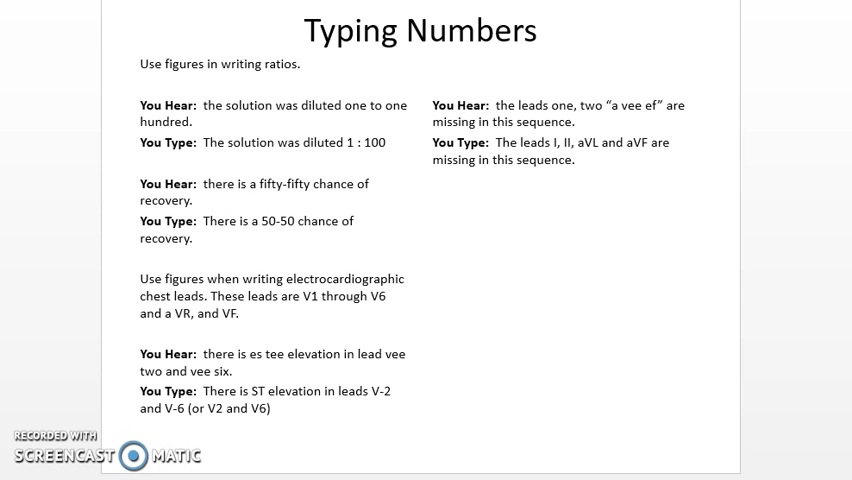 Typing Numbers
Use figures in writing ratios.
You Hear: the solution was diluted one to one
hundred.
You Type: The solution was diluted 1 : 100
You Hear: there is a fifty-fifty chance of
recovery.
You Type: There is a 50-50 chance of
recovery.
Use figures when writing electrocardiographic
chest leads. These leads are V1 through V6
and a VR, and VF.
You Hear: there is es tee elevation in lead vee
two and vee six.
You Type: There is ST elevation in leads V-2
and V-6 (or V2 and V6)
You Hear: the leads one, two “a vee ef” are
missing in this sequence.
You Type: The leads I, II, aVL and aVF are
missing in this sequence.
RECORDED WITH
SCREENCAST MATIC